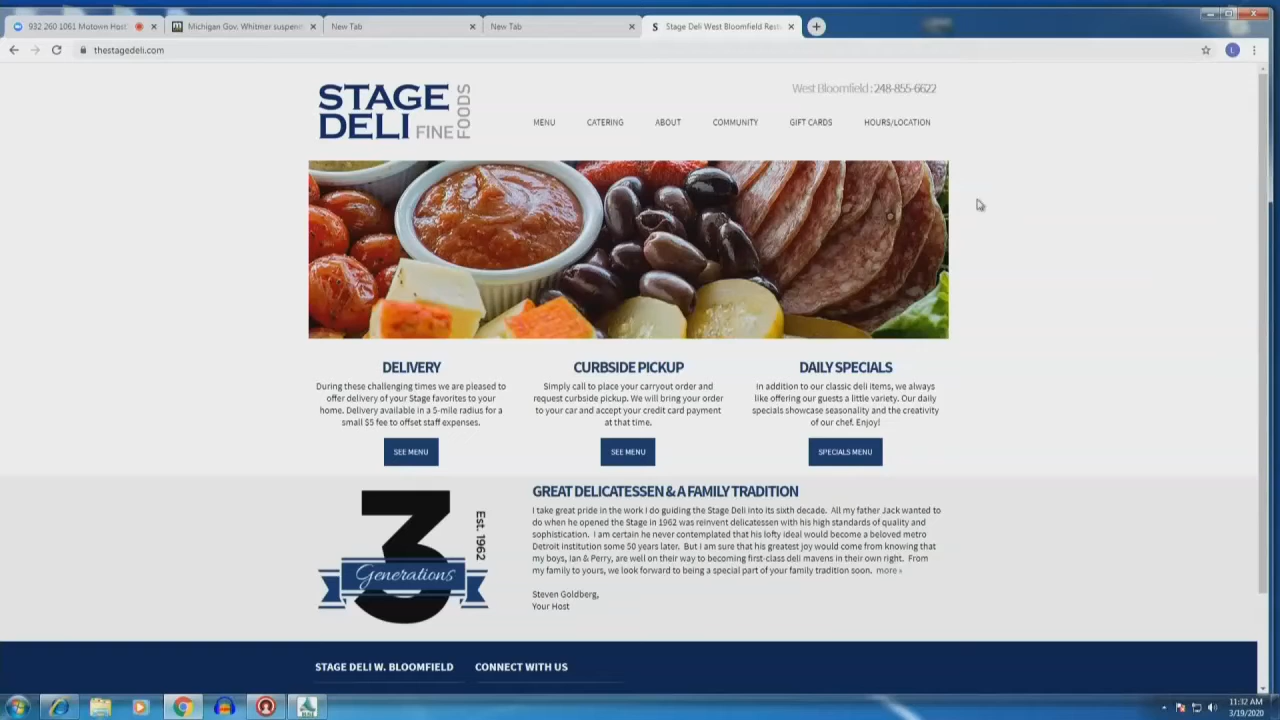 932 260 1061 Motown Host
Michigan Gov. Whitmer suspen
New Tab
New Tab
S Stage Deli West Bloomfield Rest
thestagedeli.com
L
STAGE
DELI FINE FOODS
West Bloomfield : 248-855-6622
MENU CATERING ABOUT COMMUNITY GIFT CARDS HOURS/LOCATION
DELIVERY
During these challenging times we are pleased to
offer delivery of your Stage favorites to your
home. Delivery available in a 5-mile radius for a
small $5 fee to offset staff expenses.
SEE MENU
CURBSIDE PICKUP
Simply call to place your carryout order and
request curbside pickup. We will bring your order
to your car and accept your credit card payment
at that time.
SEE MENU
DAILY SPECIALS
In addition to our classic deli items, we always
like offering our guests a little variety. Our daily
specials showcase seasonality and the creativity
of our chef. Enjoy!
SPECIALS MENU
3
Generations
Est. 1962
GREAT DELICATESSEN & A FAMILY TRADITION
I take great pride in the work I do guiding the Stage Deli into its sixth decade. All my father Jack wanted to
do when he opened the Stage in 1962 was reinvent delicatessen with his high standards of quality and
sophistication. I am certain he never contemplated that his lofty ideal would become a beloved metro
Detroit institution some 50 years later. But I am sure that his greatest joy would come from knowing that
my boys, Ian & Perry, are well on their way to becoming first-class deli mavens in their own right. From
my family to yours, we look forward to being a special part of your family tradition soon. more »
Steven Goldberg,
Your Host
STAGE DELI W. BLOOMFIELD CONNECT WITH US
11:32 AM
3/19/2020